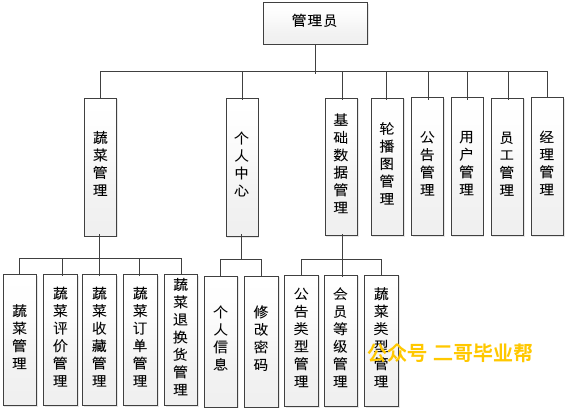 管理员
蔬菜管理
个人中心
基础数据管理
轮播图管理
公告管理
用户管理
员工管理
经理管理
蔬菜管理
蔬菜评价管理
蔬菜收藏管理
蔬菜订单管理
蔬菜退换货管理
个人信息
修改密码
公告类型管理
会员等级管理
蔬菜类型管理
公众号 二哥毕业帮